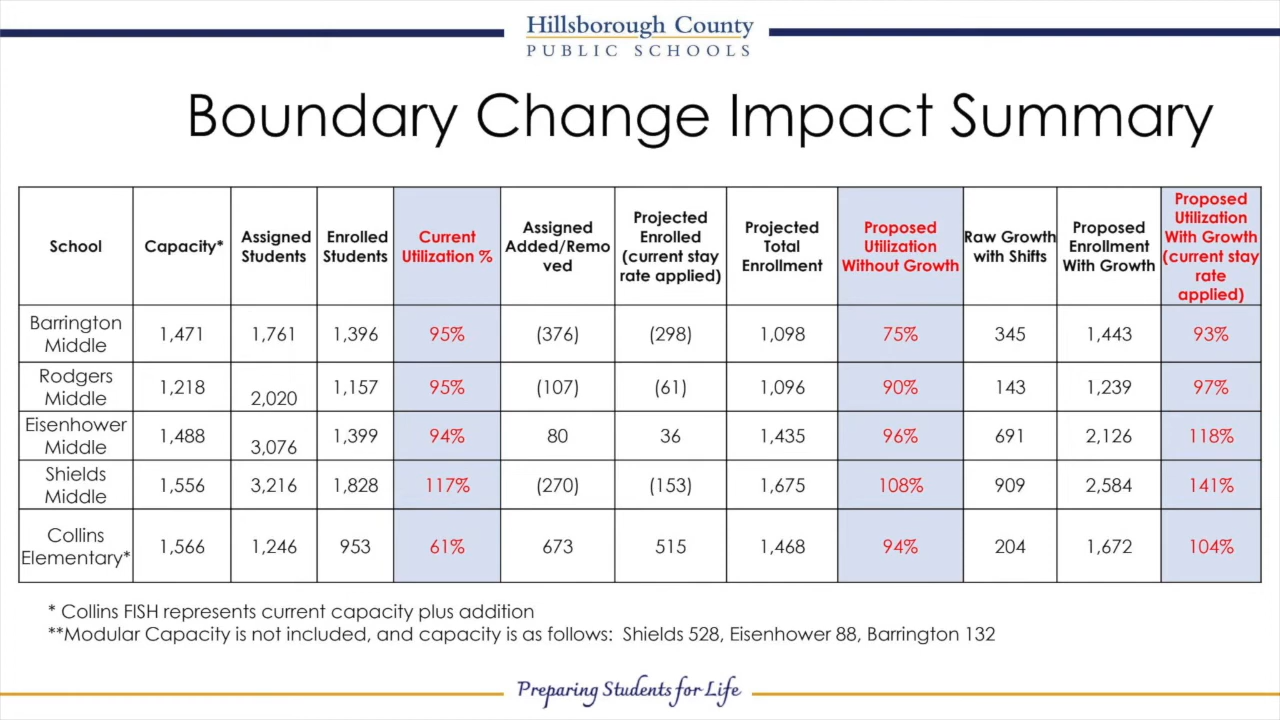 Hillsborough County
PUBLIC SCHOOLS
Boundary Change Impact Summary
School | Capacity* | Assigned Students | Enrolled Students | Current Utilization % | Assigned Added/Remo ved | Projected Enrolled (current stay rate applied) | Projected Total Enrollment | Proposed Utilization Without Growth | Raw Growth with Shifts | Proposed Enrollment With Growth | Proposed Utilization With Growth (current stay rate applied)
Barrington Middle | 1,471 | 1,761 | 1,396 | 95% | (376) | (298) | 1,098 | 75% | 345 | 1,443 | 93%
Rodgers Middle | 1,218 | 2,020 | 1,157 | 95% | (107) | (61) | 1,096 | 90% | 143 | 1,239 | 97%
Eisenhower Middle | 1,488 | 3,076 | 1,399 | 94% | 80 | 36 | 1,435 | 96% | 691 | 2,126 | 118%
Shields Middle | 1,556 | 3,216 | 1,828 | 117% | (270) | (153) | 1,675 | 108% | 909 | 2,584 | 141%
Collins Elementary* | 1,566 | 1,246 | 953 | 61% | 673 | 515 | 1,468 | 94% | 204 | 1,672 | 104%
* Collins FISH represents current capacity plus addition
**Modular Capacity is not included, and capacity is as follows: Shields 528, Eisenhower 88, Barrington 132
Preparing Students for Life